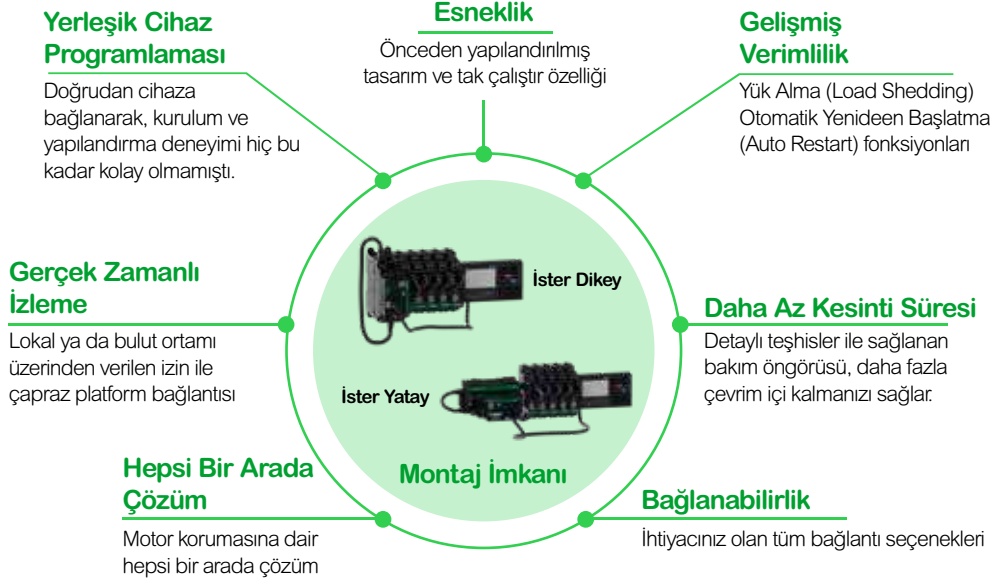 Yerleşik Cihaz
Programlaması
Doğrudan cihaza
bağlanarak, kurulum ve
yapılandırma deneyimi hiç bu
kadar kolay olmamıştı.
Esneklik
Önceden yapılandırılmış
tasarım ve tak çalıştır özelliği
Gelişmiş
Verimlilik
Yük Alma (Load Shedding)
Otomatik Yenideen Başlatma
(Auto Restart) fonksiyonları
Gerçek Zamanlı
İzleme
Lokal ya da bulut ortamı
üzerinden verilen izin ile
çapraz platform bağlantısı
İster Dikey
İster Yatay
Montaj İmkanı
Daha Az Kesinti Süresi
Detaylı teşhisler ile sağlanan
bakım öngörüsü, daha fazla
çevrim içi kalmanızı sağlar.
Hepsi Bir Arada
Çözüm
Motor korumasına dair
hepsi bir arada çözüm
Bağlanabilirlik
İhtiyacınız olan tüm bağlantı seçenekleri